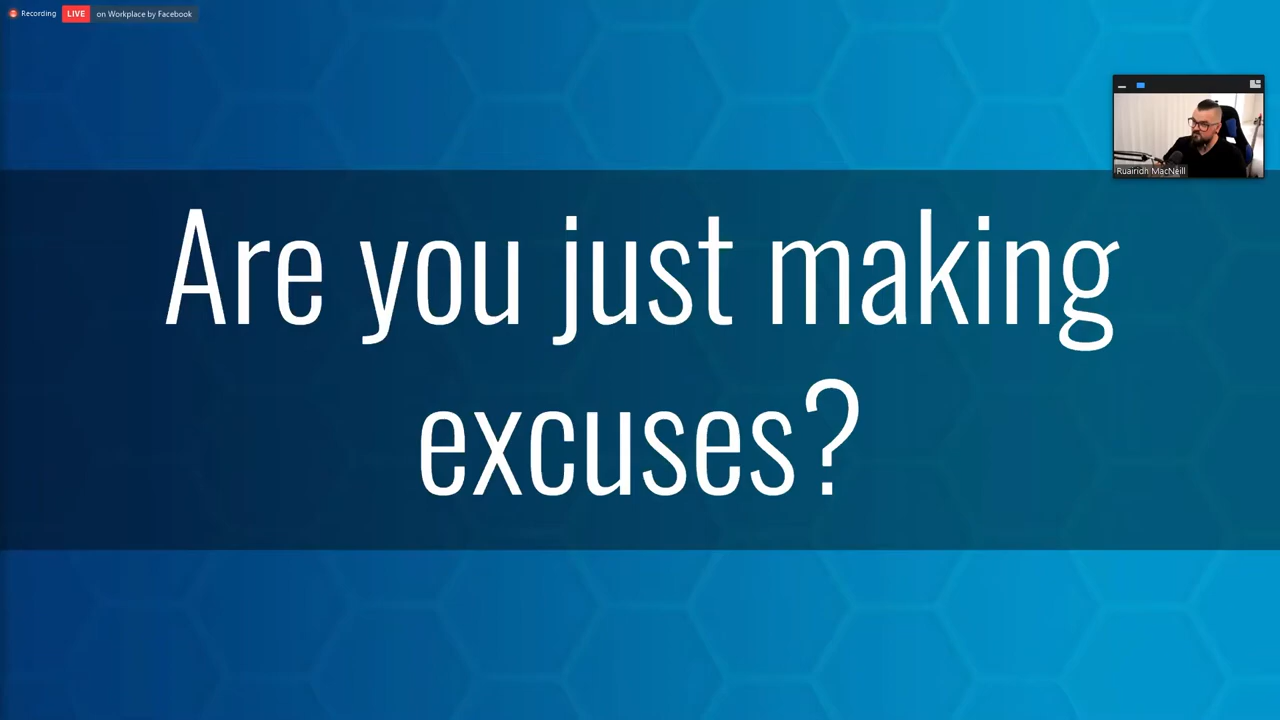 Recording LIVE on Workplace by Facebook
Ruairidh MacNeill
Are you just making
excuses?